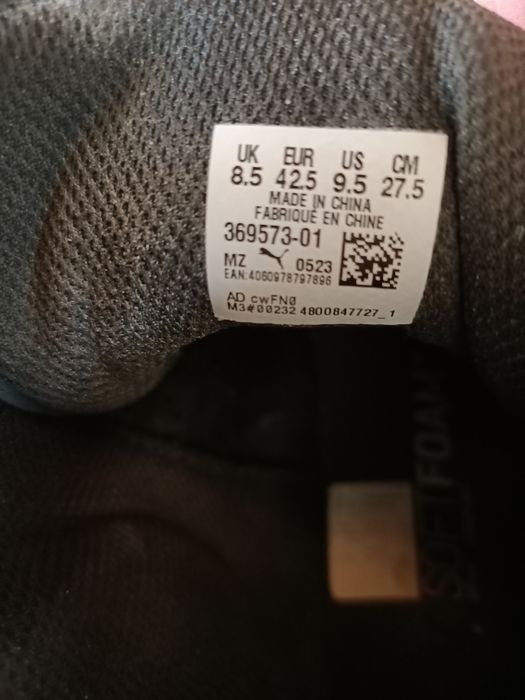 UK EUR US CM
8.5 42.5 9.5 27.5
MADE IN CHINA
FABRIQUÉ EN CHINE
369573-01
MZ 0523
EAN:4060978797896
AD cwFN0
M3#00232 4800847727_1
SOFTFOAM